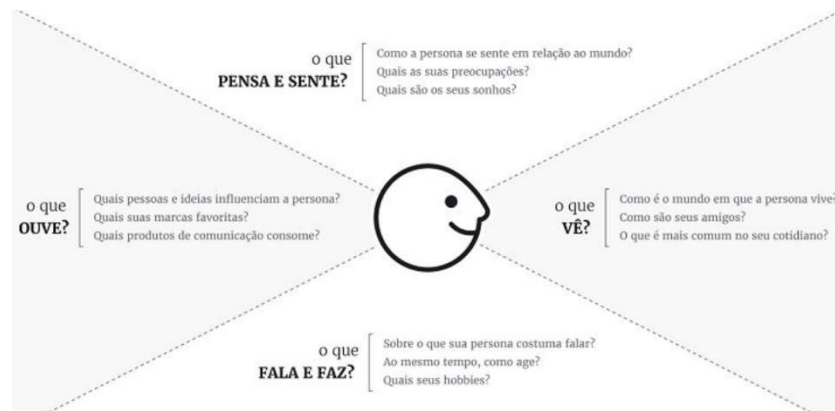 o que
PENSA E SENTE?
Como a persona se sente em relação ao mundo?
Quais as suas preocupações?
Quais são os seus sonhos?
o que
OUVE?
Quais pessoas e ideias influenciam a persona?
Quais suas marcas favoritas?
Quais produtos de comunicação consome?
o que
VÊ?
Como é o mundo em que a persona vive?
Como são seus amigos?
O que é mais comum no seu cotidiano?
o que
FALA E FAZ?
Sobre o que sua persona costuma falar?
Ao mesmo tempo, como age?
Quais seus hobbies?